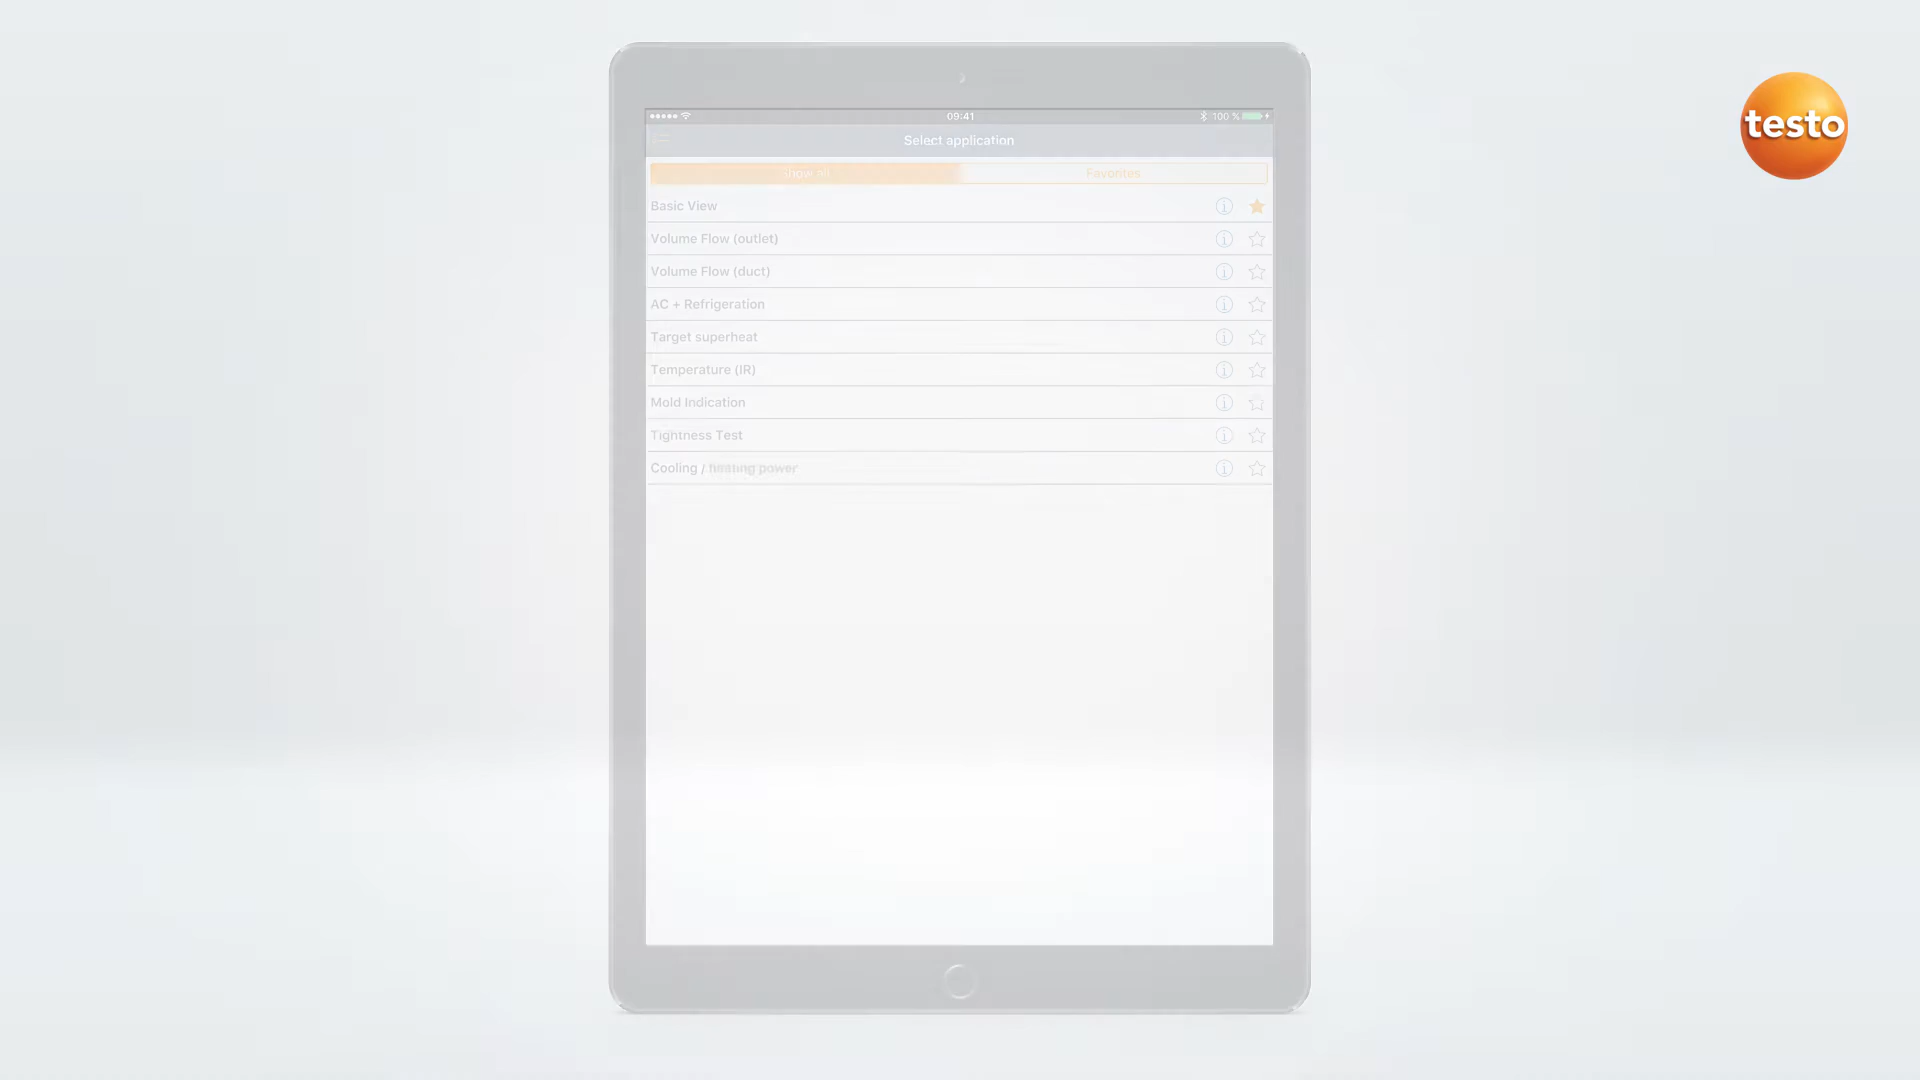 09:41
100 %
Select application
testo
Show all
Favorites
Basic View
Volume Flow (outlet)
Volume Flow (duct)
AC + Refrigeration
Target superheat
Temperature (IR)
Mold Indication
Tightness Test
Cooling / heating power